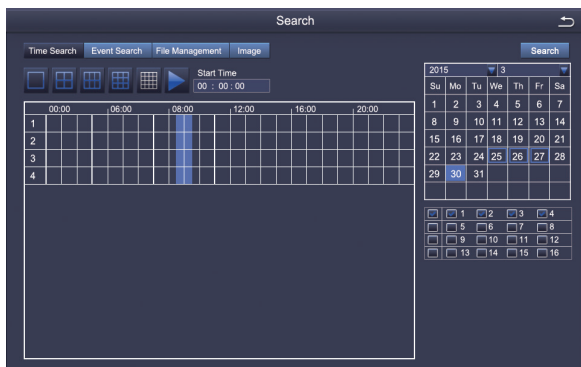 Search
Time Search Event Search File Management Image Search
Start Time
00 : 00 : 00
00:00 06:00 08:00 12:00 16:00 20:00
1
2
3
4
2015 3
Su Mo Tu We Th Fr Sa
1 2 3 4 5 6 7
8 9 10 11 12 13 14
15 16 17 18 19 20 21
22 23 24 25 26 27 28
29 30 31
1 2 3 4
5 6 7 8
9 10 11 12
13 14 15 16